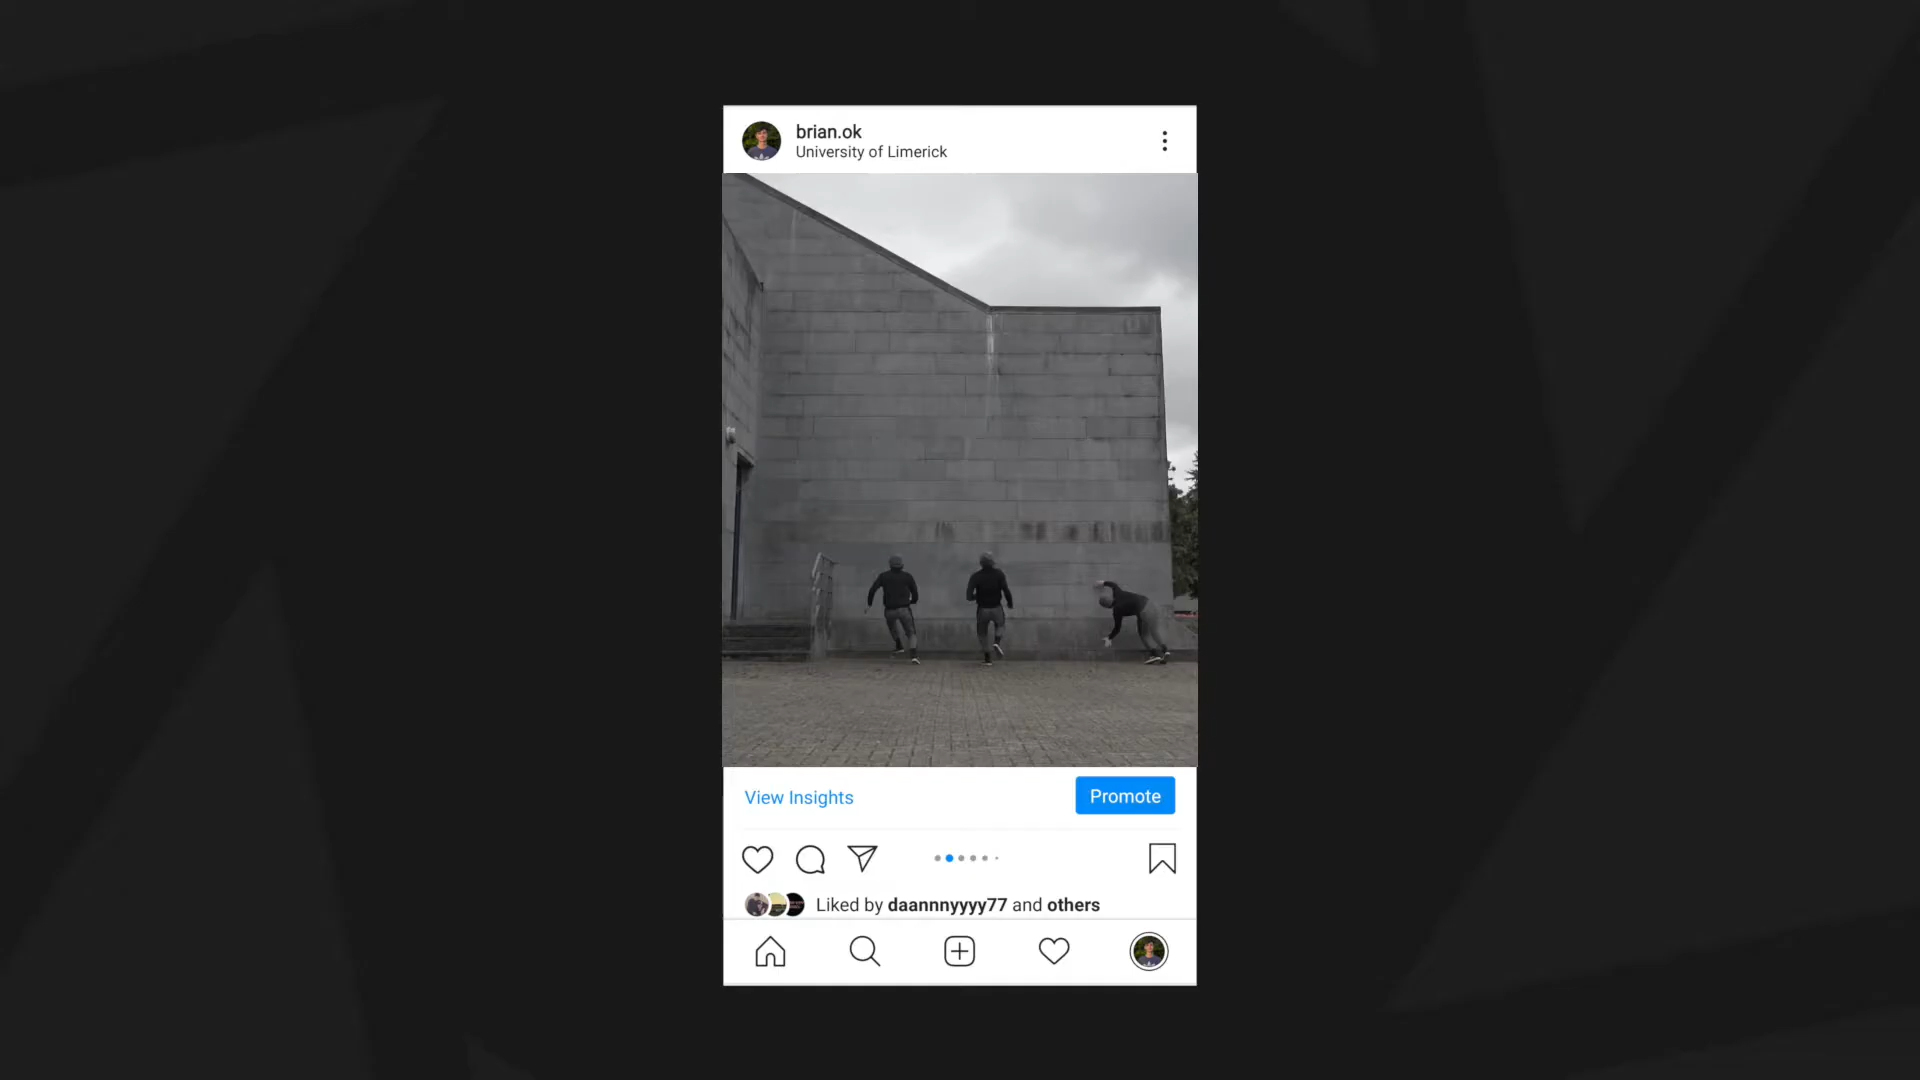 brian.ok
University of Limerick
View Insights
Promote
Liked by daannnyyyy77 and others